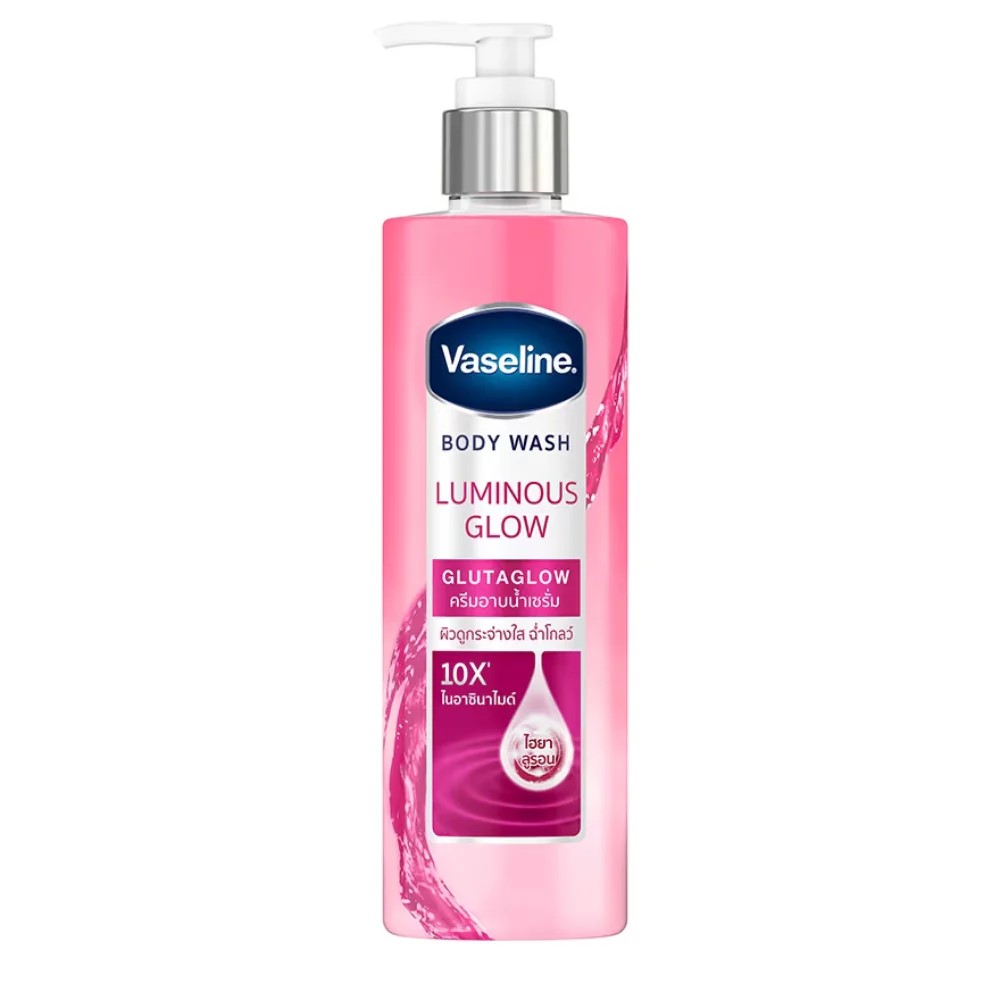 Vaseline.
BODY WASH
LUMINOUS
GLOW
GLUTAGLOW
ครีมอาบน้ำเซรั่ม
ผิวดูกระจ่างใส ฉ่ำโกลว์
10X'
ไนอาซินาไมด์
ไฮยา
ลูรอน